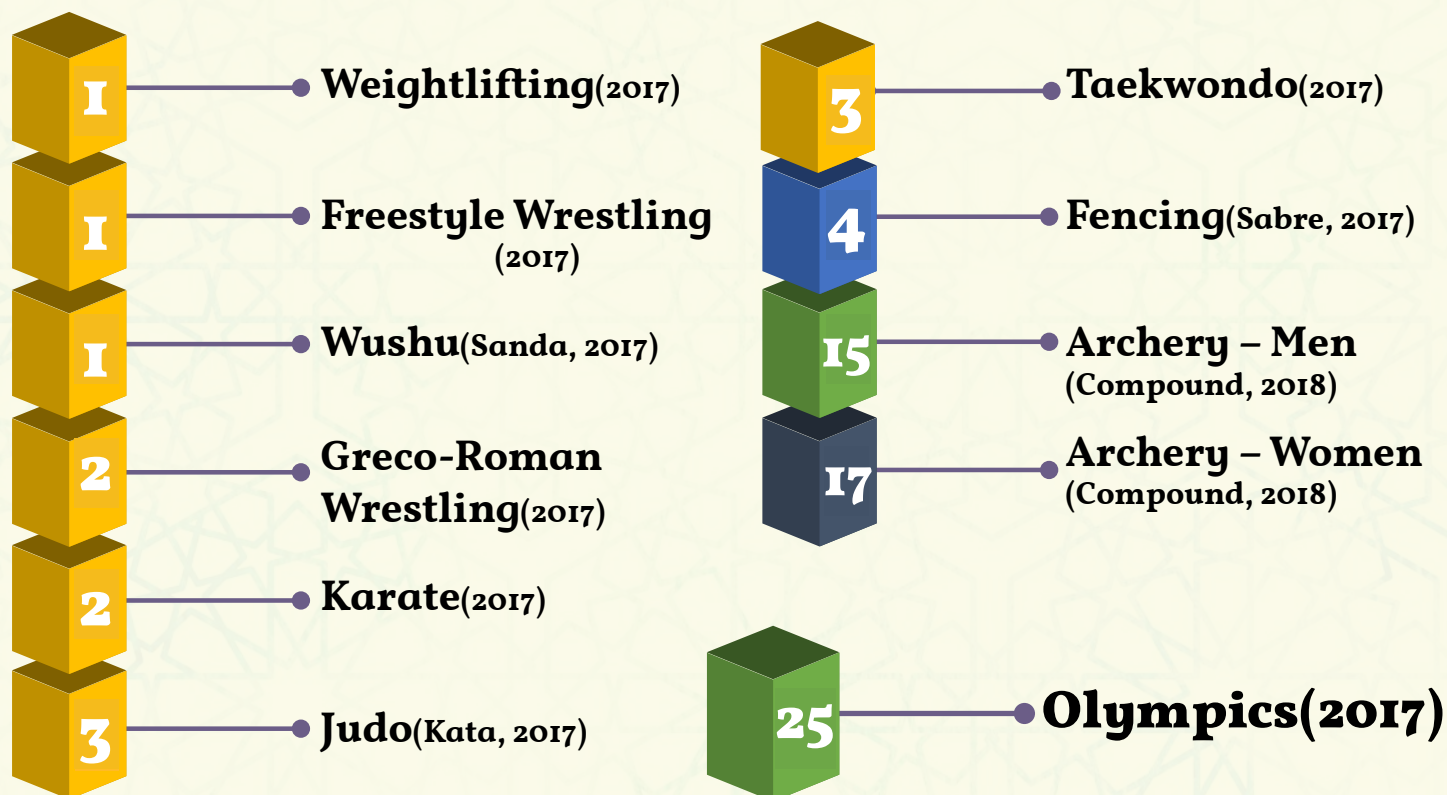 1
Weightlifting(2017)
1
Freestyle Wrestling
(2017)
1
Wushu(Sanda, 2017)
2
Greco-Roman
Wrestling(2017)
2
Karate(2017)
3
Judo(Kata, 2017)
3
Taekwondo(2017)
4
Fencing(Sabre, 2017)
15
Archery – Men
(Compound, 2018)
17
Archery – Women
(Compound, 2018)
25
Olympics(2017)